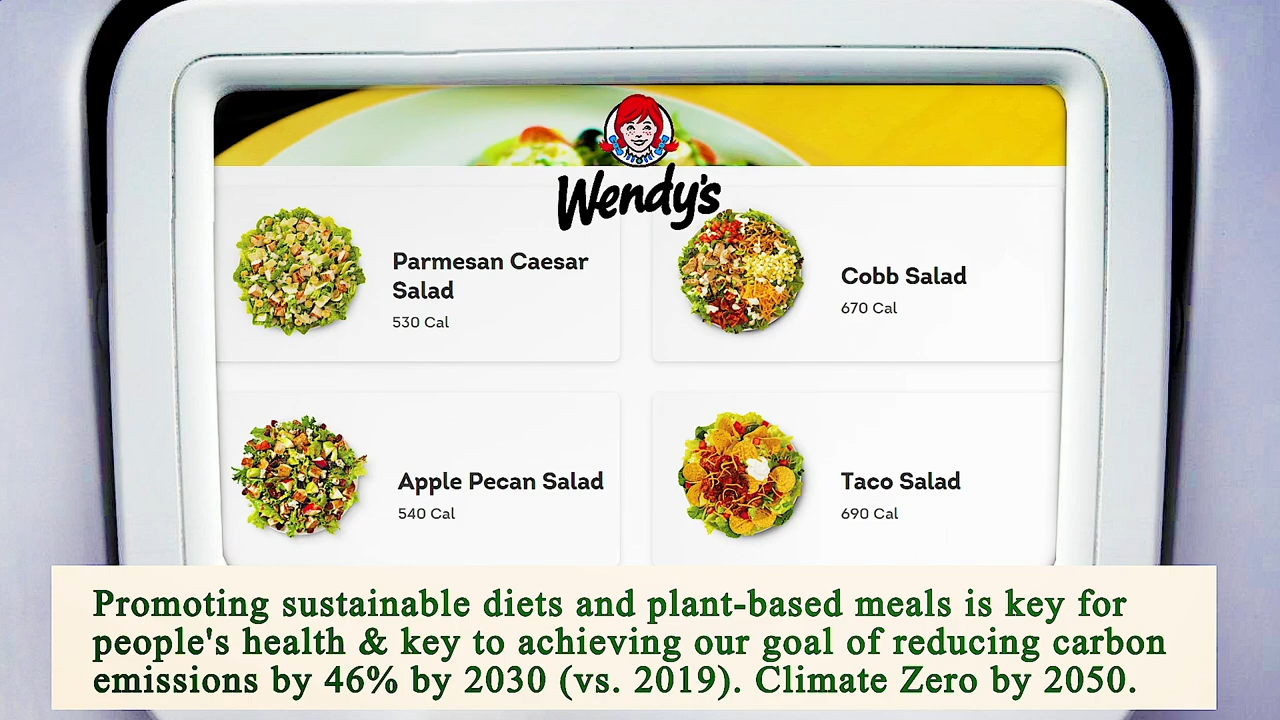 Wendy's
Parmesan Caesar
Salad
530 Cal
Cobb Salad
670 Cal
Apple Pecan Salad
540 Cal
Taco Salad
690 Cal
Promoting sustainable diets and plant-based meals is key for
people's health & key to achieving our goal of reducing carbon
emissions by 46% by 2030 (vs. 2019). Climate Zero by 2050.